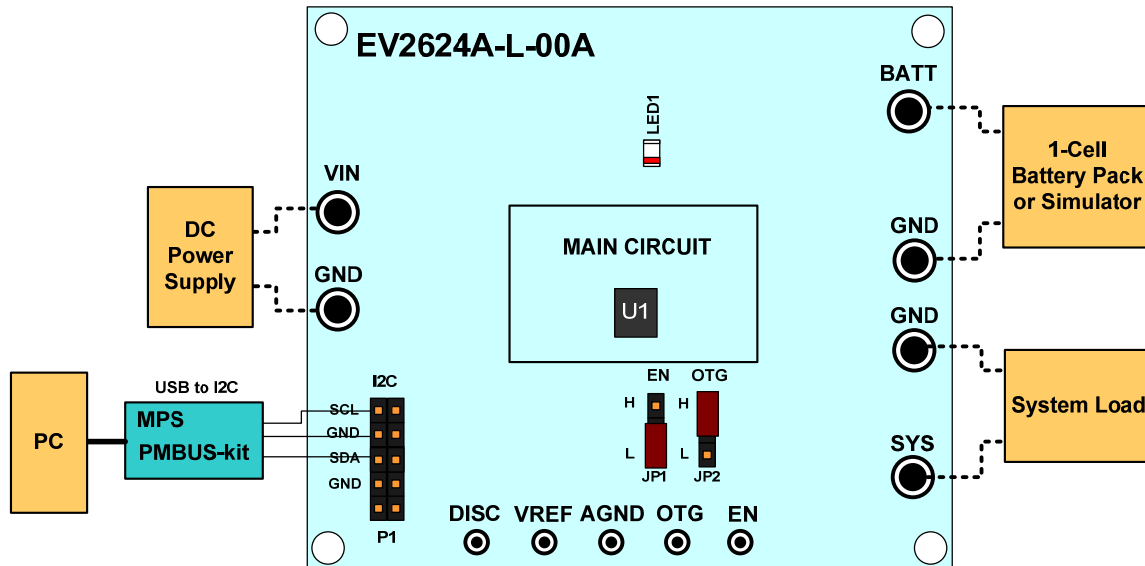 EV2624A-L-00A
LED1
BATT
1-Cell
Battery Pack
or Simulator
VIN
DC
Power
Supply
GND
MAIN CIRCUIT
U1
GND
GND
System Load
SYS
PC
USB to I2C
MPS
PMBUS-kit
I2C
SCL
GND
SDA
GND
P1
EN
H
L
JP1
OTG
H
L
JP2
DISC
VREF
AGND
OTG
EN